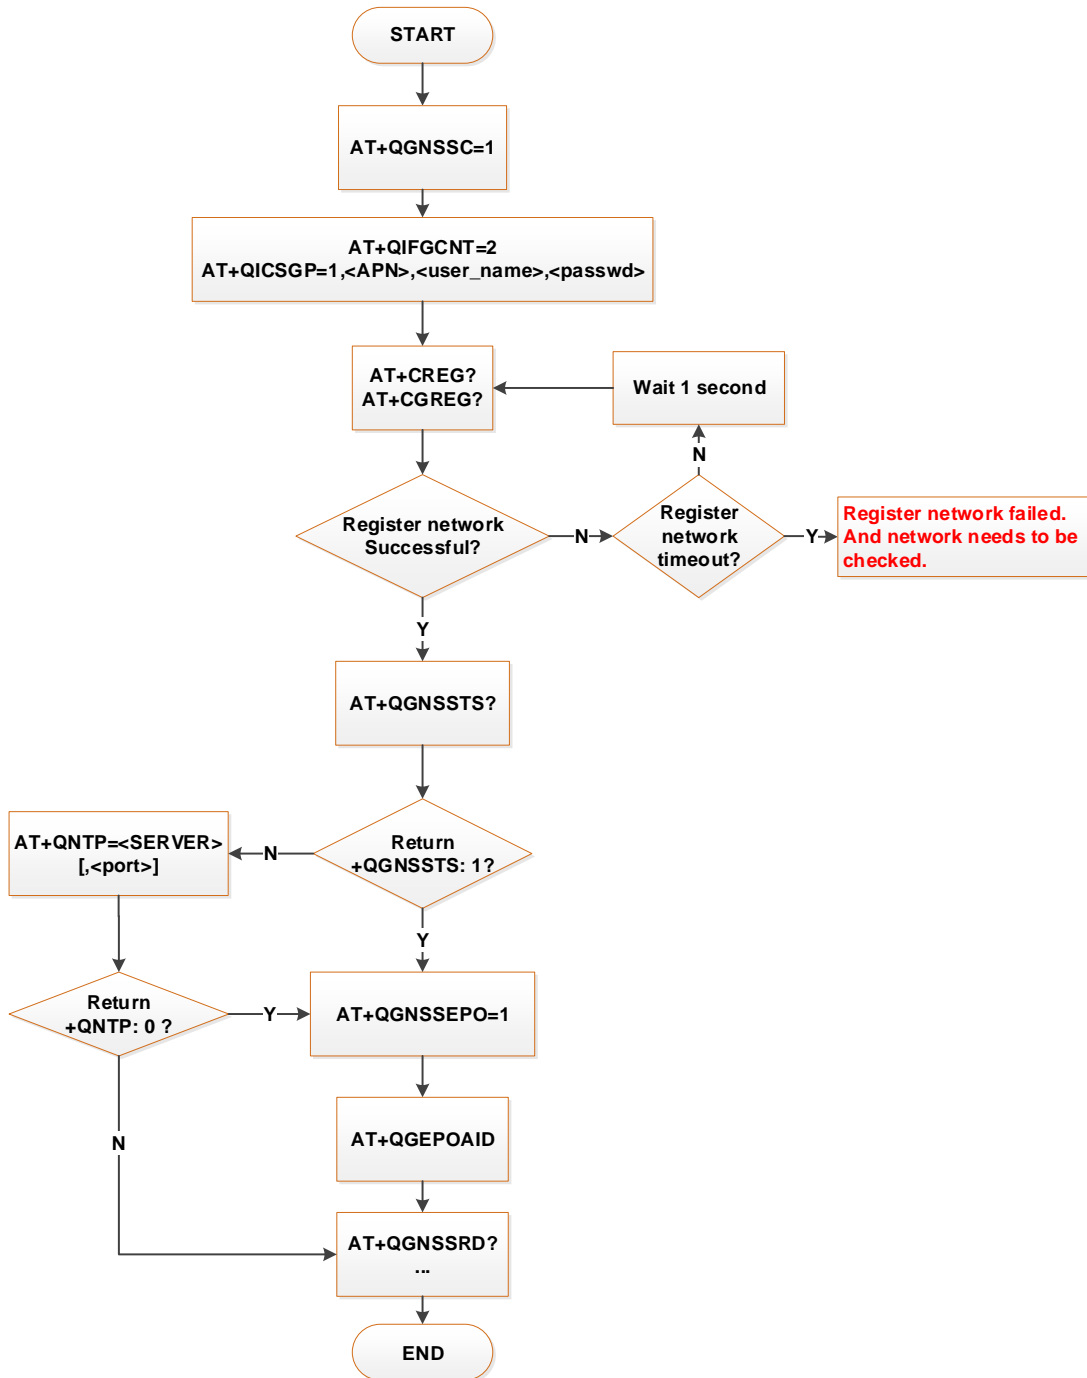 START
AT+QGNSSC=1
AT+QIFGCNT=2
AT+QICSGP=1,<APN>,<user_name>,<passwd>
AT+CREG?
AT+CGREG?
Wait 1 second
N
Register network
Successful?
N
Register
network
timeout?
Y
Register network failed.
And network needs to be
checked.
Y
AT+QGNSSTS?
Return
+QGNSSTS: 1?
N
AT+QNTP=<SERVER>
[,<port>]
Y
Return
+QNTP: 0 ?
Y
AT+QGNSSEPO=1
N
AT+QGEPOAID
AT+QGNSSRD?
...
END